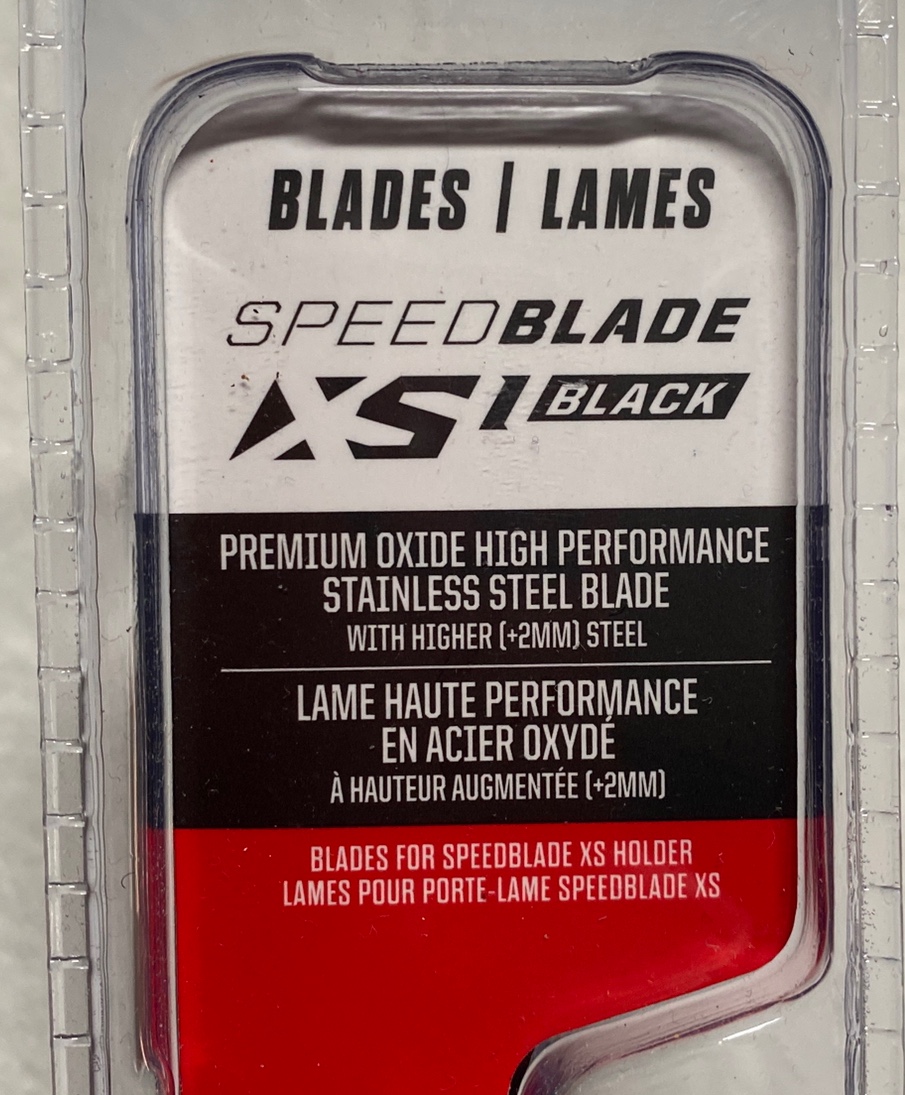 BLADES | LAMES
SPEEDBLADE
XS1 BLACK
PREMIUM OXIDE HIGH PERFORMANCE
STAINLESS STEEL BLADE
WITH HIGHER (+2MM) STEEL
LAME HAUTE PERFORMANCE
EN ACIER OXYDÉ
À HAUTEUR AUGMENTÉE (+2MM)
BLADES FOR SPEEDBLADE XS HOLDER
LAMES POUR PORTE-LAME SPEEDBLADE XS